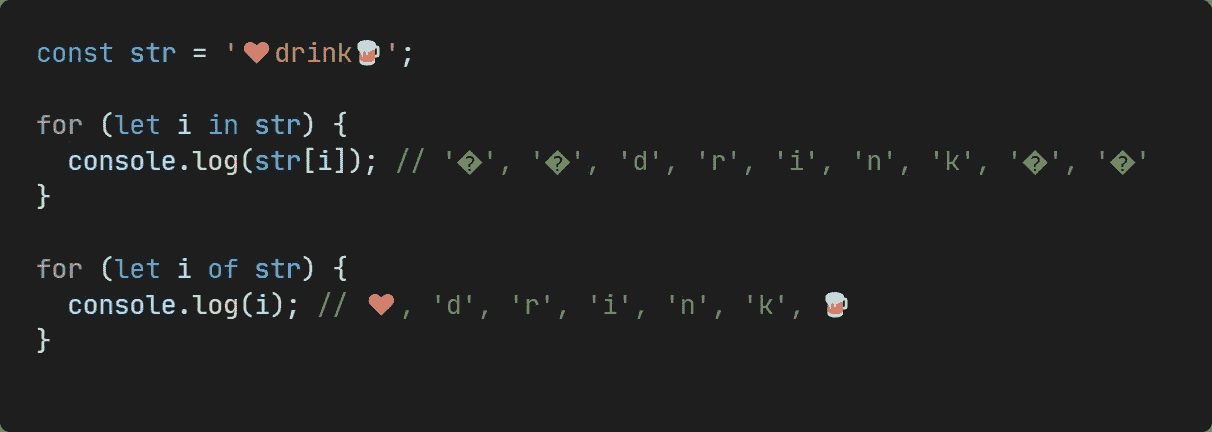 const str = '❤drink🍺';
for (let i in str) {
  console.log(str[i]); // '�', '�', 'd', 'r', 'i', 'n', 'k', '�', '�'
}
for (let i of str) {
  console.log(i); // ❤, 'd', 'r', 'i', 'n', 'k', 🍺
}